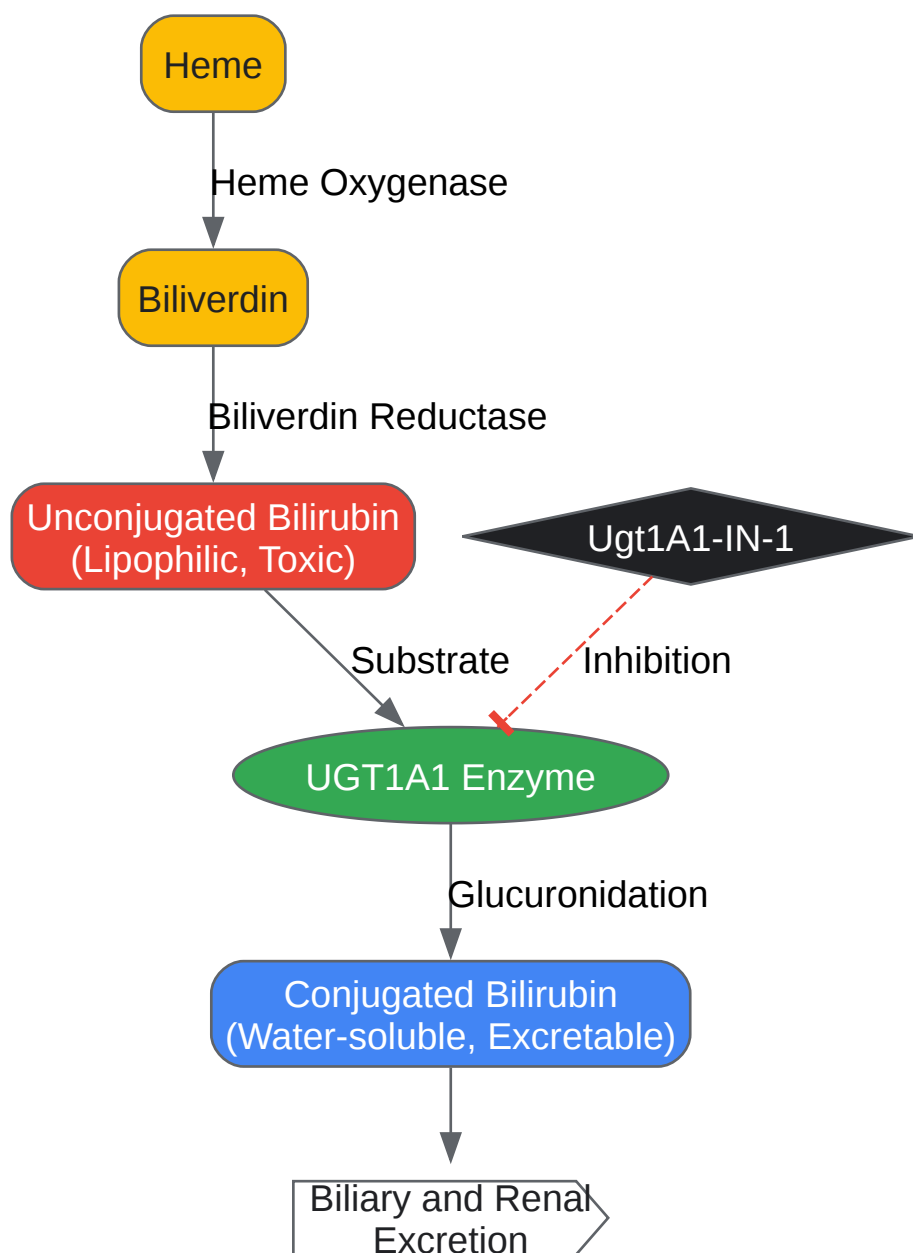 Heme
Heme Oxygenase
Biliverdin
Biliverdin Reductase
Unconjugated Bilirubin
(Lipophilic, Toxic)
Ugt1A1-IN-1
Substrate
Inhibition
UGT1A1 Enzyme
Glucuronidation
Conjugated Bilirubin
(Water-soluble, Excretable)
Biliary and Renal
Excretion